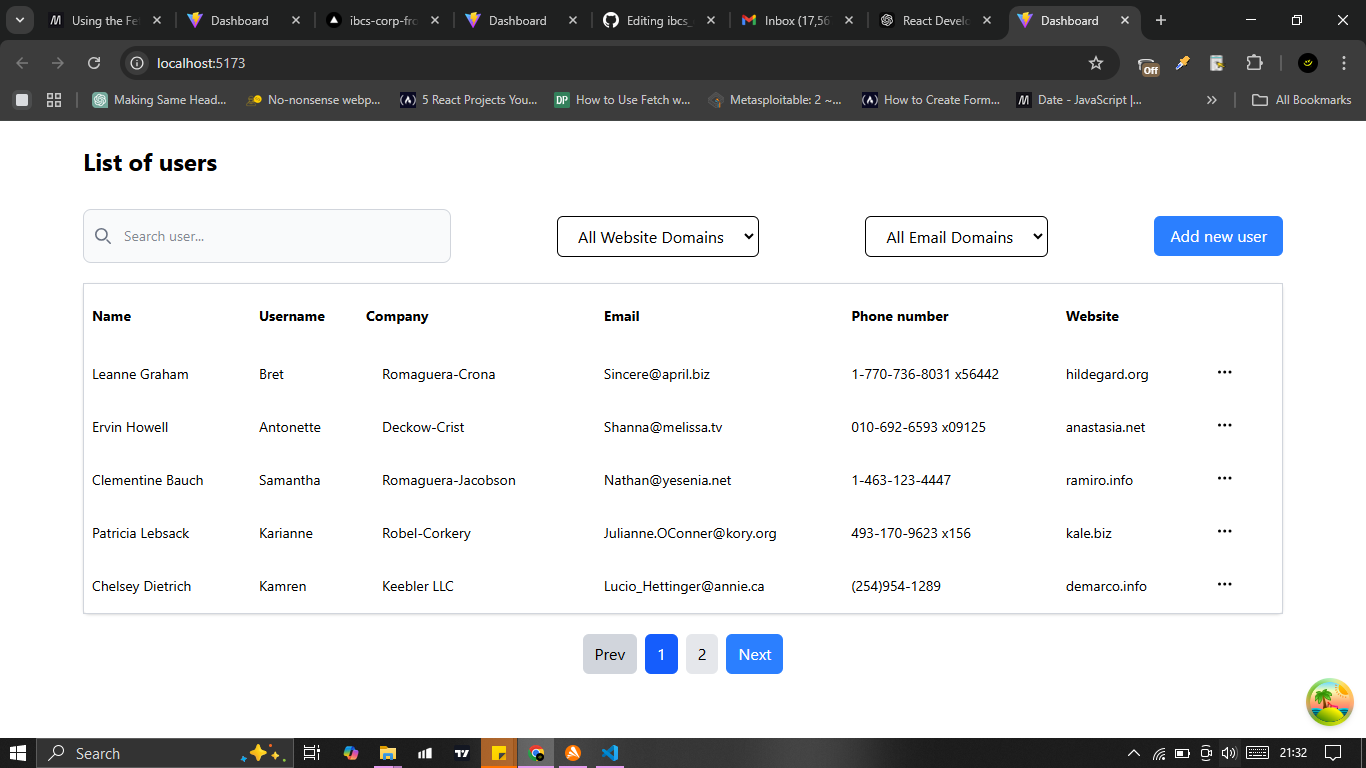 Using the Fet
Dashboard
ibcs-corp-fro
Dashboard
Editing ibcs_
Inbox (17,56
React Develo
Dashboard
localhost:5173
Off
Making Same Head...
No-nonsense webp...
5 React Projects You...
DP
How to Use Fetch w...
Metasploitable: 2 ~...
How to Create Form...
Date - JavaScript |...
All Bookmarks
List of users
Search user...
All Website Domains
All Email Domains
Add new user
Name Username Company Email Phone number Website
Leanne Graham Bret Romaguera-Crona Sincere@april.biz 1-770-736-8031 x56442 hildegard.org ...
Ervin Howell Antonette Deckow-Crist Shanna@melissa.tv 010-692-6593 x09125 anastasia.net ...
Clementine Bauch Samantha Romaguera-Jacobson Nathan@yesenia.net 1-463-123-4447 ramiro.info ...
Patricia Lebsack Karianne Robel-Corkery Julianne.OConner@kory.org 493-170-9623 x156 kale.biz ...
Chelsey Dietrich Kamren Keebler LLC Lucio_Hettinger@annie.ca (254)954-1289 demarco.info ...
Prev 1 2 Next
Search
21:32